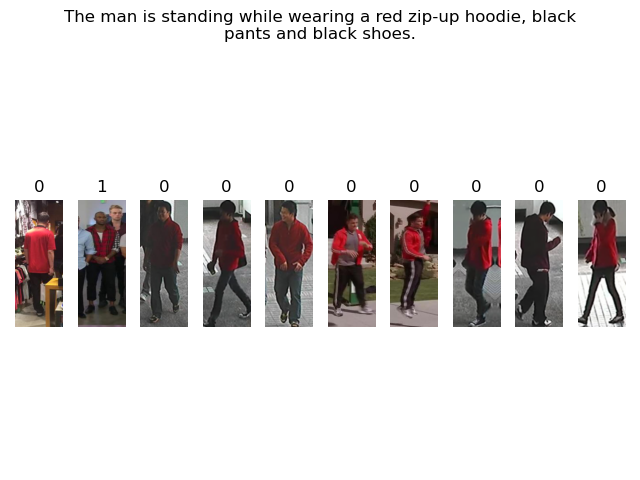 The man is standing while wearing a red zip-up hoodie, black
pants and black shoes.
0 1 0 0 0 0 0 0 0 0